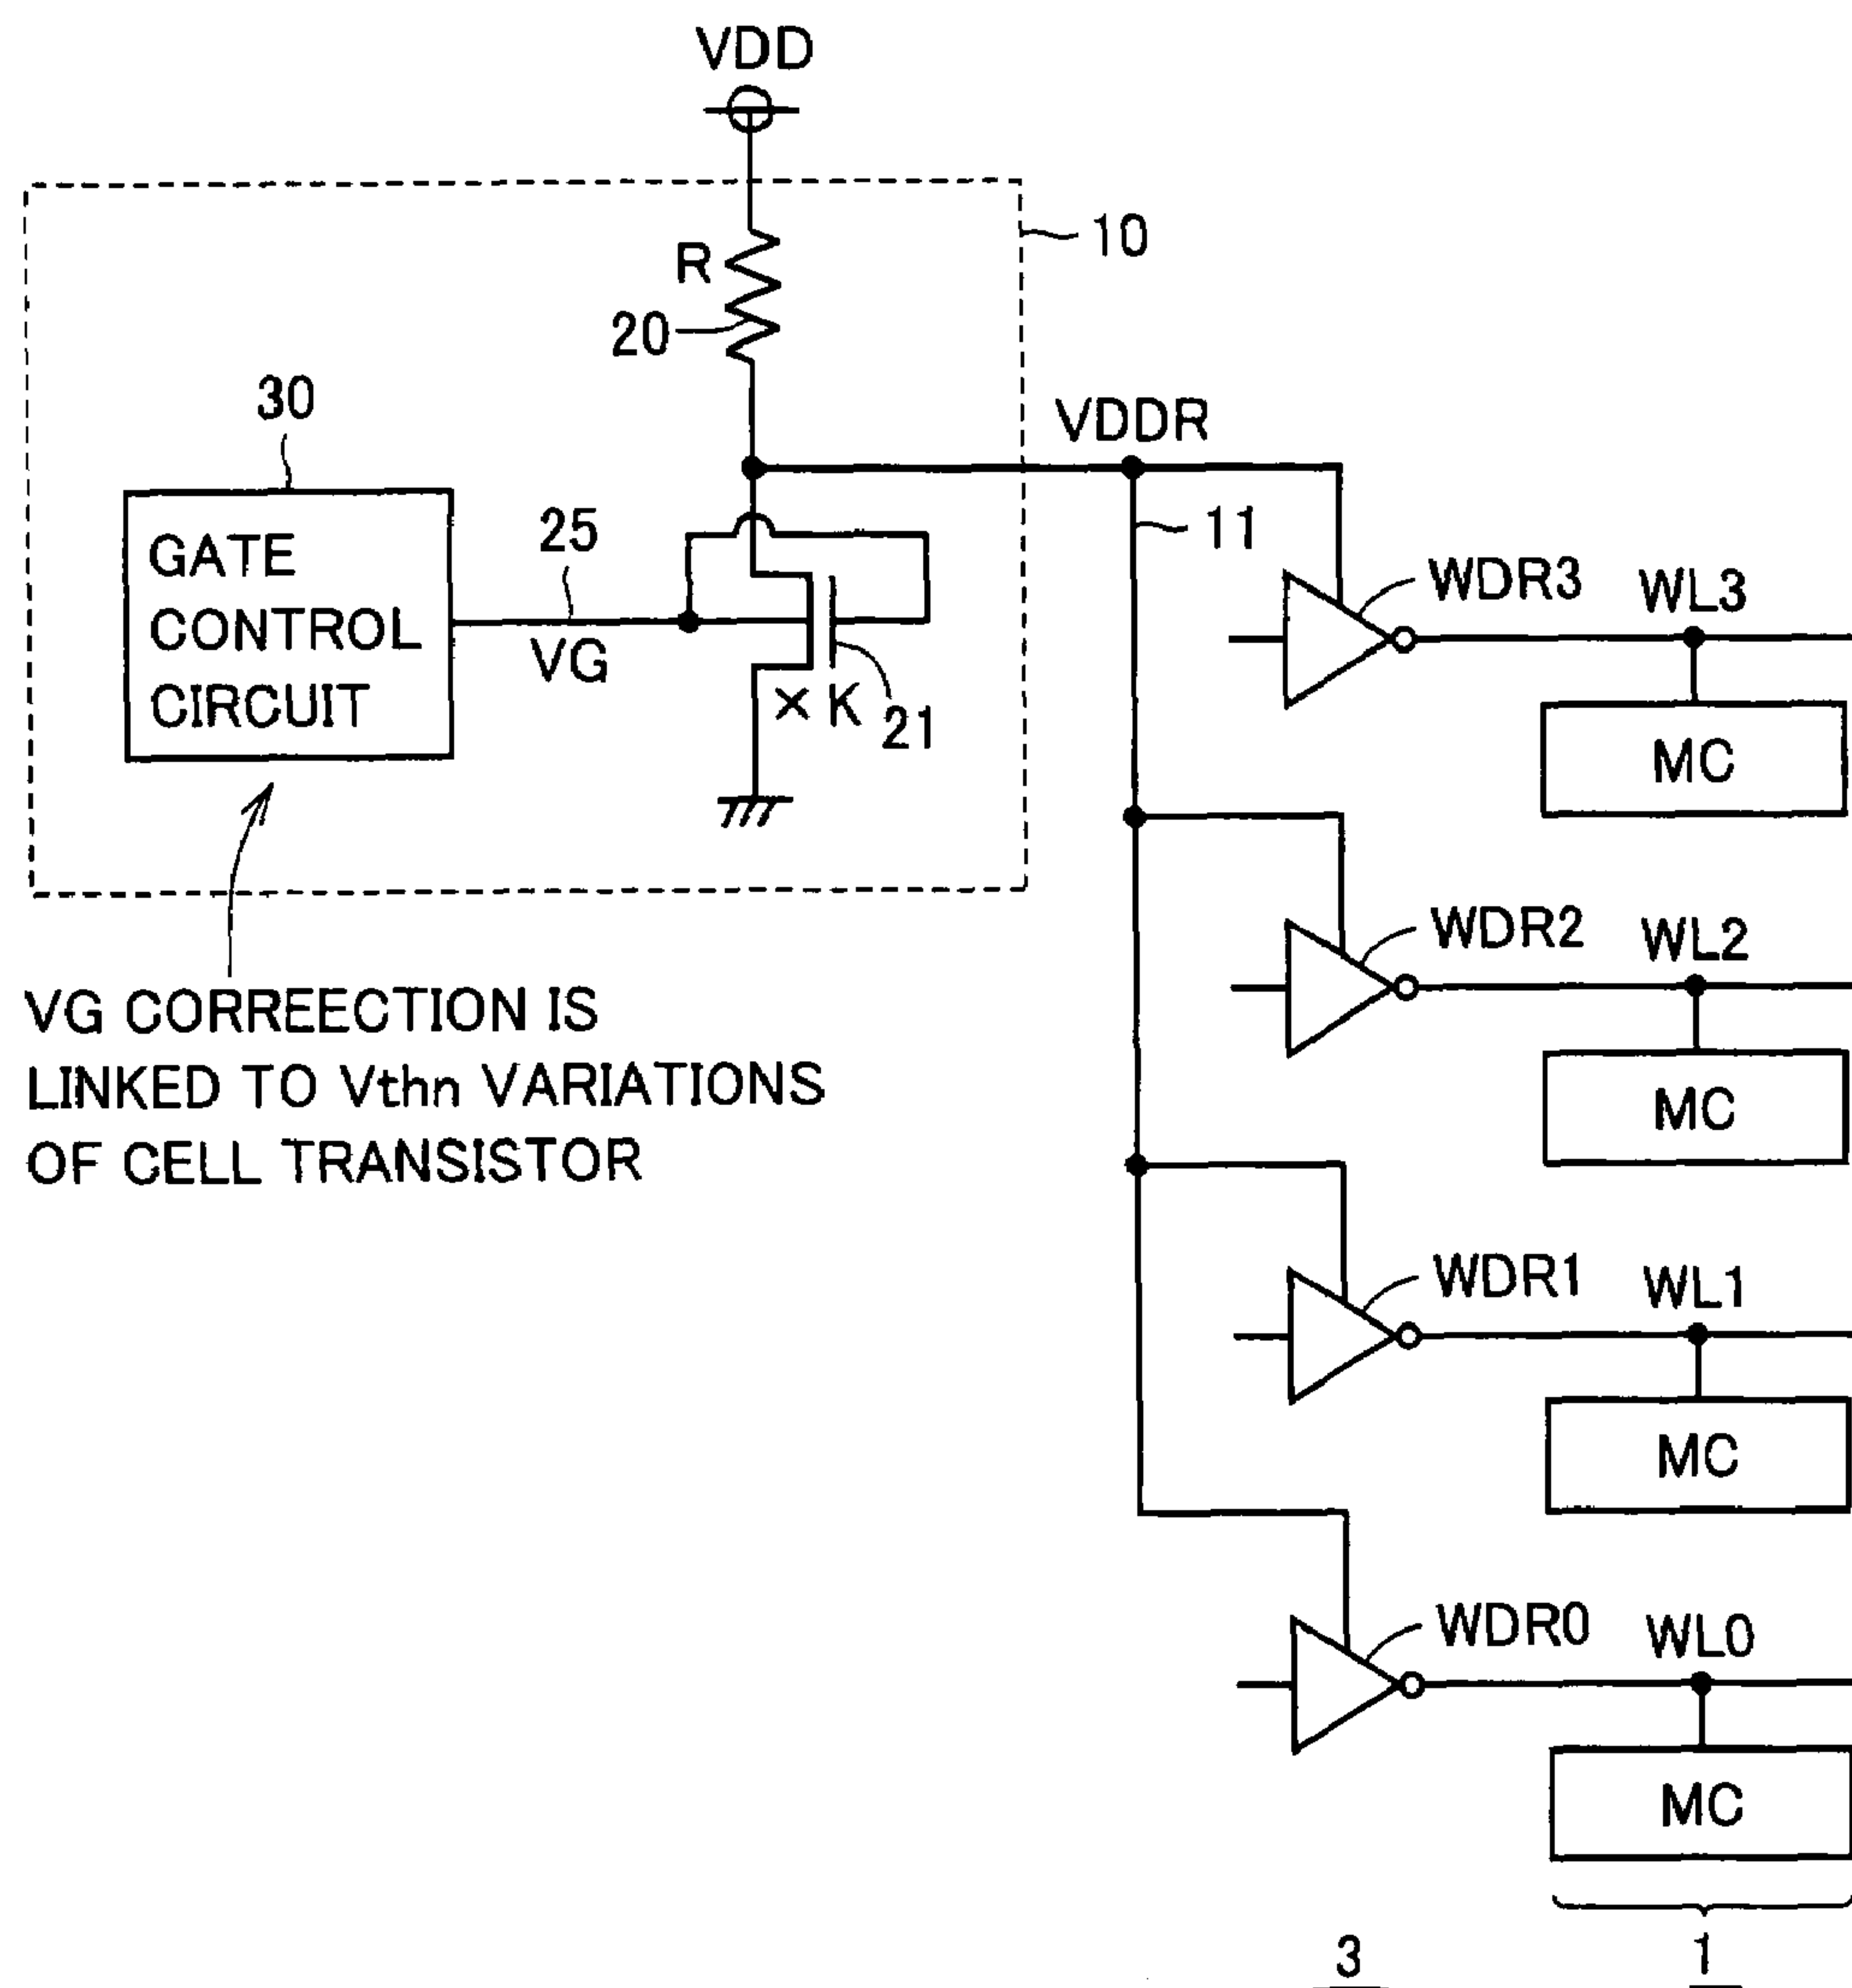 VDD
10
R
20
30
VDDR
GATE
CONTROL
CIRCUIT
25
VG
× K
21
11
WDR3
WL3
MC
WDR2
WL2
MC
VG CORREECTION IS
LINKED TO Vthn VARIATIONS
OF CELL TRANSISTOR
WDR1
WL1
MC
WDR0
WL0
MC
3
1